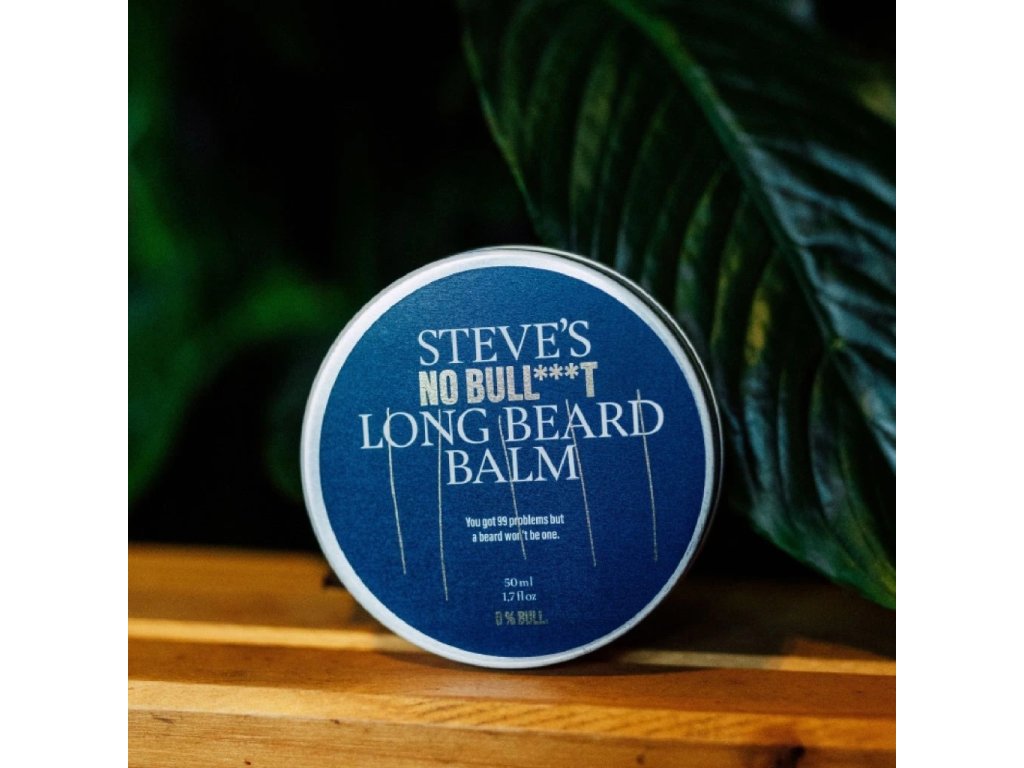 STEVE'S
NO BULL***T
LONG BEARD
BALM
You got 99 problems but
a beard won't be one.
50 ml
1,7 fl oz
0 % BULL.